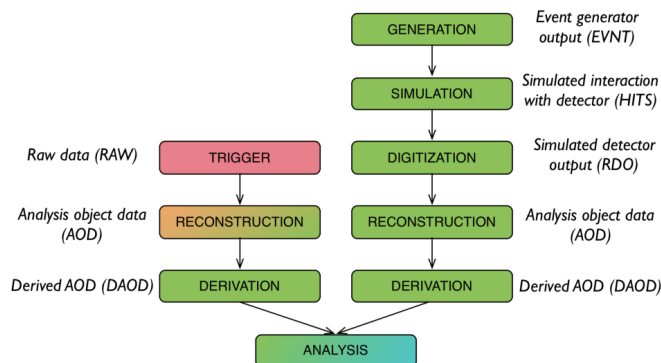 GENERATION
Event generator
output (EVNT)
SIMULATION
Simulated interaction
with detector (HITS)
Raw data (RAW)
TRIGGER
DIGITIZATION
Simulated detector
output (RDO)
Analysis object data
(AOD)
RECONSTRUCTION
RECONSTRUCTION
Analysis object data
(AOD)
Derived AOD (DAOD)
DERIVATION
DERIVATION
Derived AOD (DAOD)
ANALYSIS